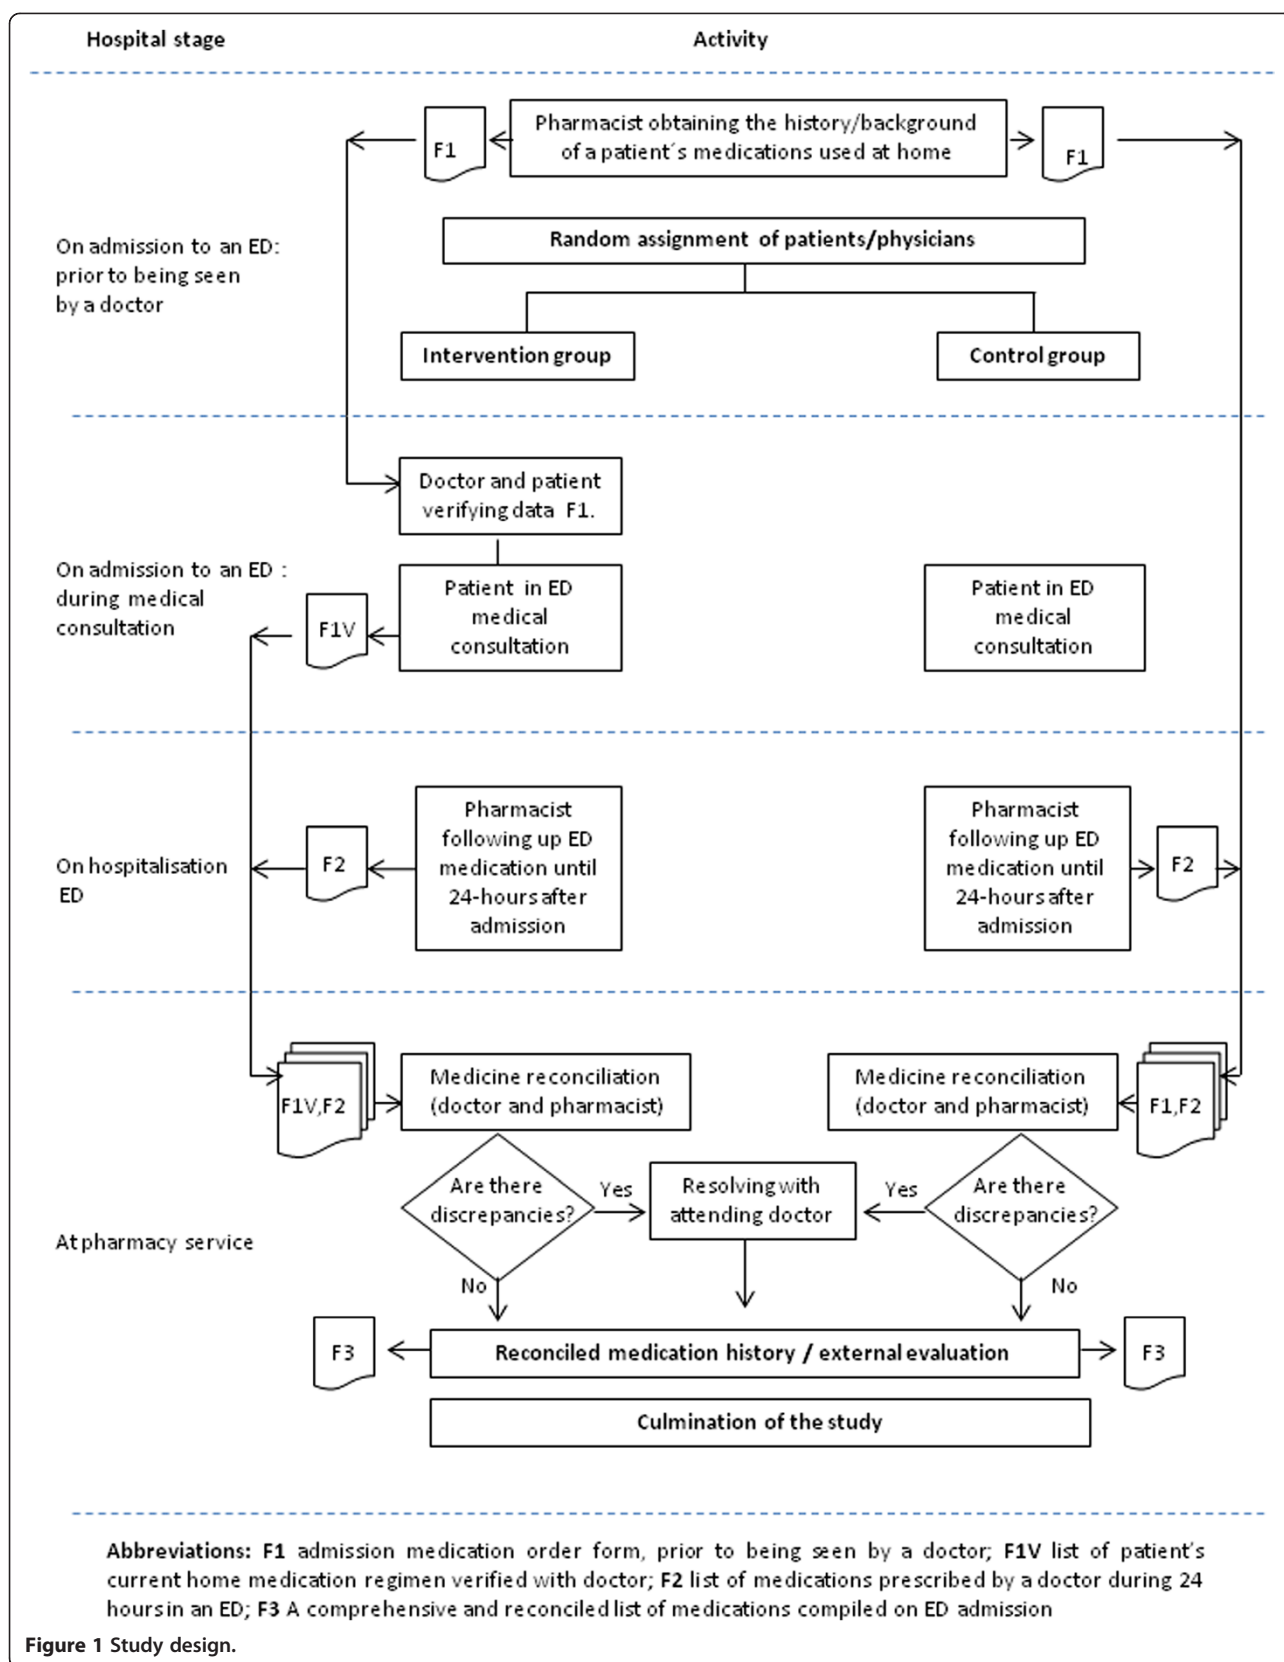 Hospital stage
Activity
F1
Pharmacist obtaining the history/background
of a patient´s medications used at home
F1
On admission to an ED:
prior to being seen
by a doctor
Random assignment of patients/physicians
Intervention group
Control group
Doctor and patient
verifying data F1.
On admission to an ED :
during medical
consultation
F1V
Patient in ED
medical
consultation
Patient in ED
medical
consultation
On hospitalisation
ED
F2
Pharmacist
following up ED
medication until
24-hours after
admission
Pharmacist
following up ED
medication until
24-hours after
admission
F2
F1V,F2
Medicine reconciliation
(doctor and pharmacist)
Medicine reconciliation
(doctor and pharmacist)
F1,F2
At pharmacy service
Are there
discrepancies?
Yes
Resolving with
attending doctor
Yes
Are there
discrepancies?
No
No
F3
Reconciled medication history / external evaluation
F3
Culmination of the study
Abbreviations: F1 admission medication order form, prior to being seen by a doctor; F1V list of patient´s
current home medication regimen verified with doctor; F2 list of medications prescribed by a doctor during 24
hours in an ED; F3 A comprehensive and reconciled list of medications compiled on ED admission
Figure 1 Study design.